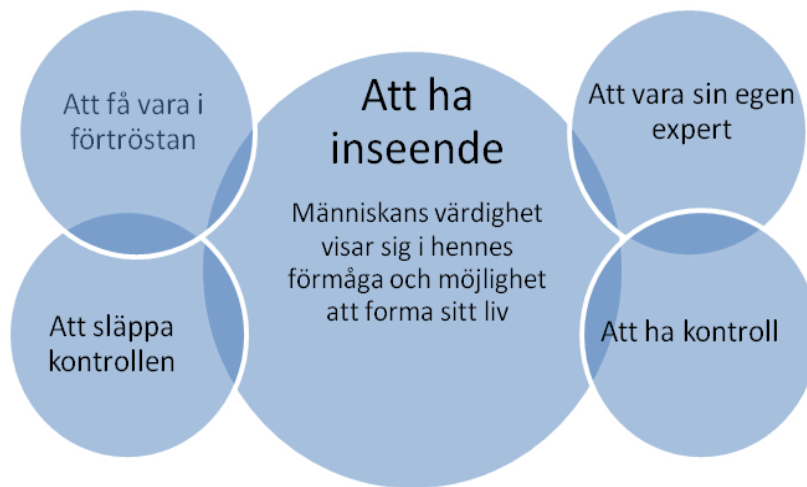 Att få vara i
förtröstan
Att släppa
kontrollen
Att ha
inseende
Människans värdighet
visar sig i hennes
förmåga och möjlighet
att forma sitt liv
Att vara sin egen
expert
Att ha kontroll